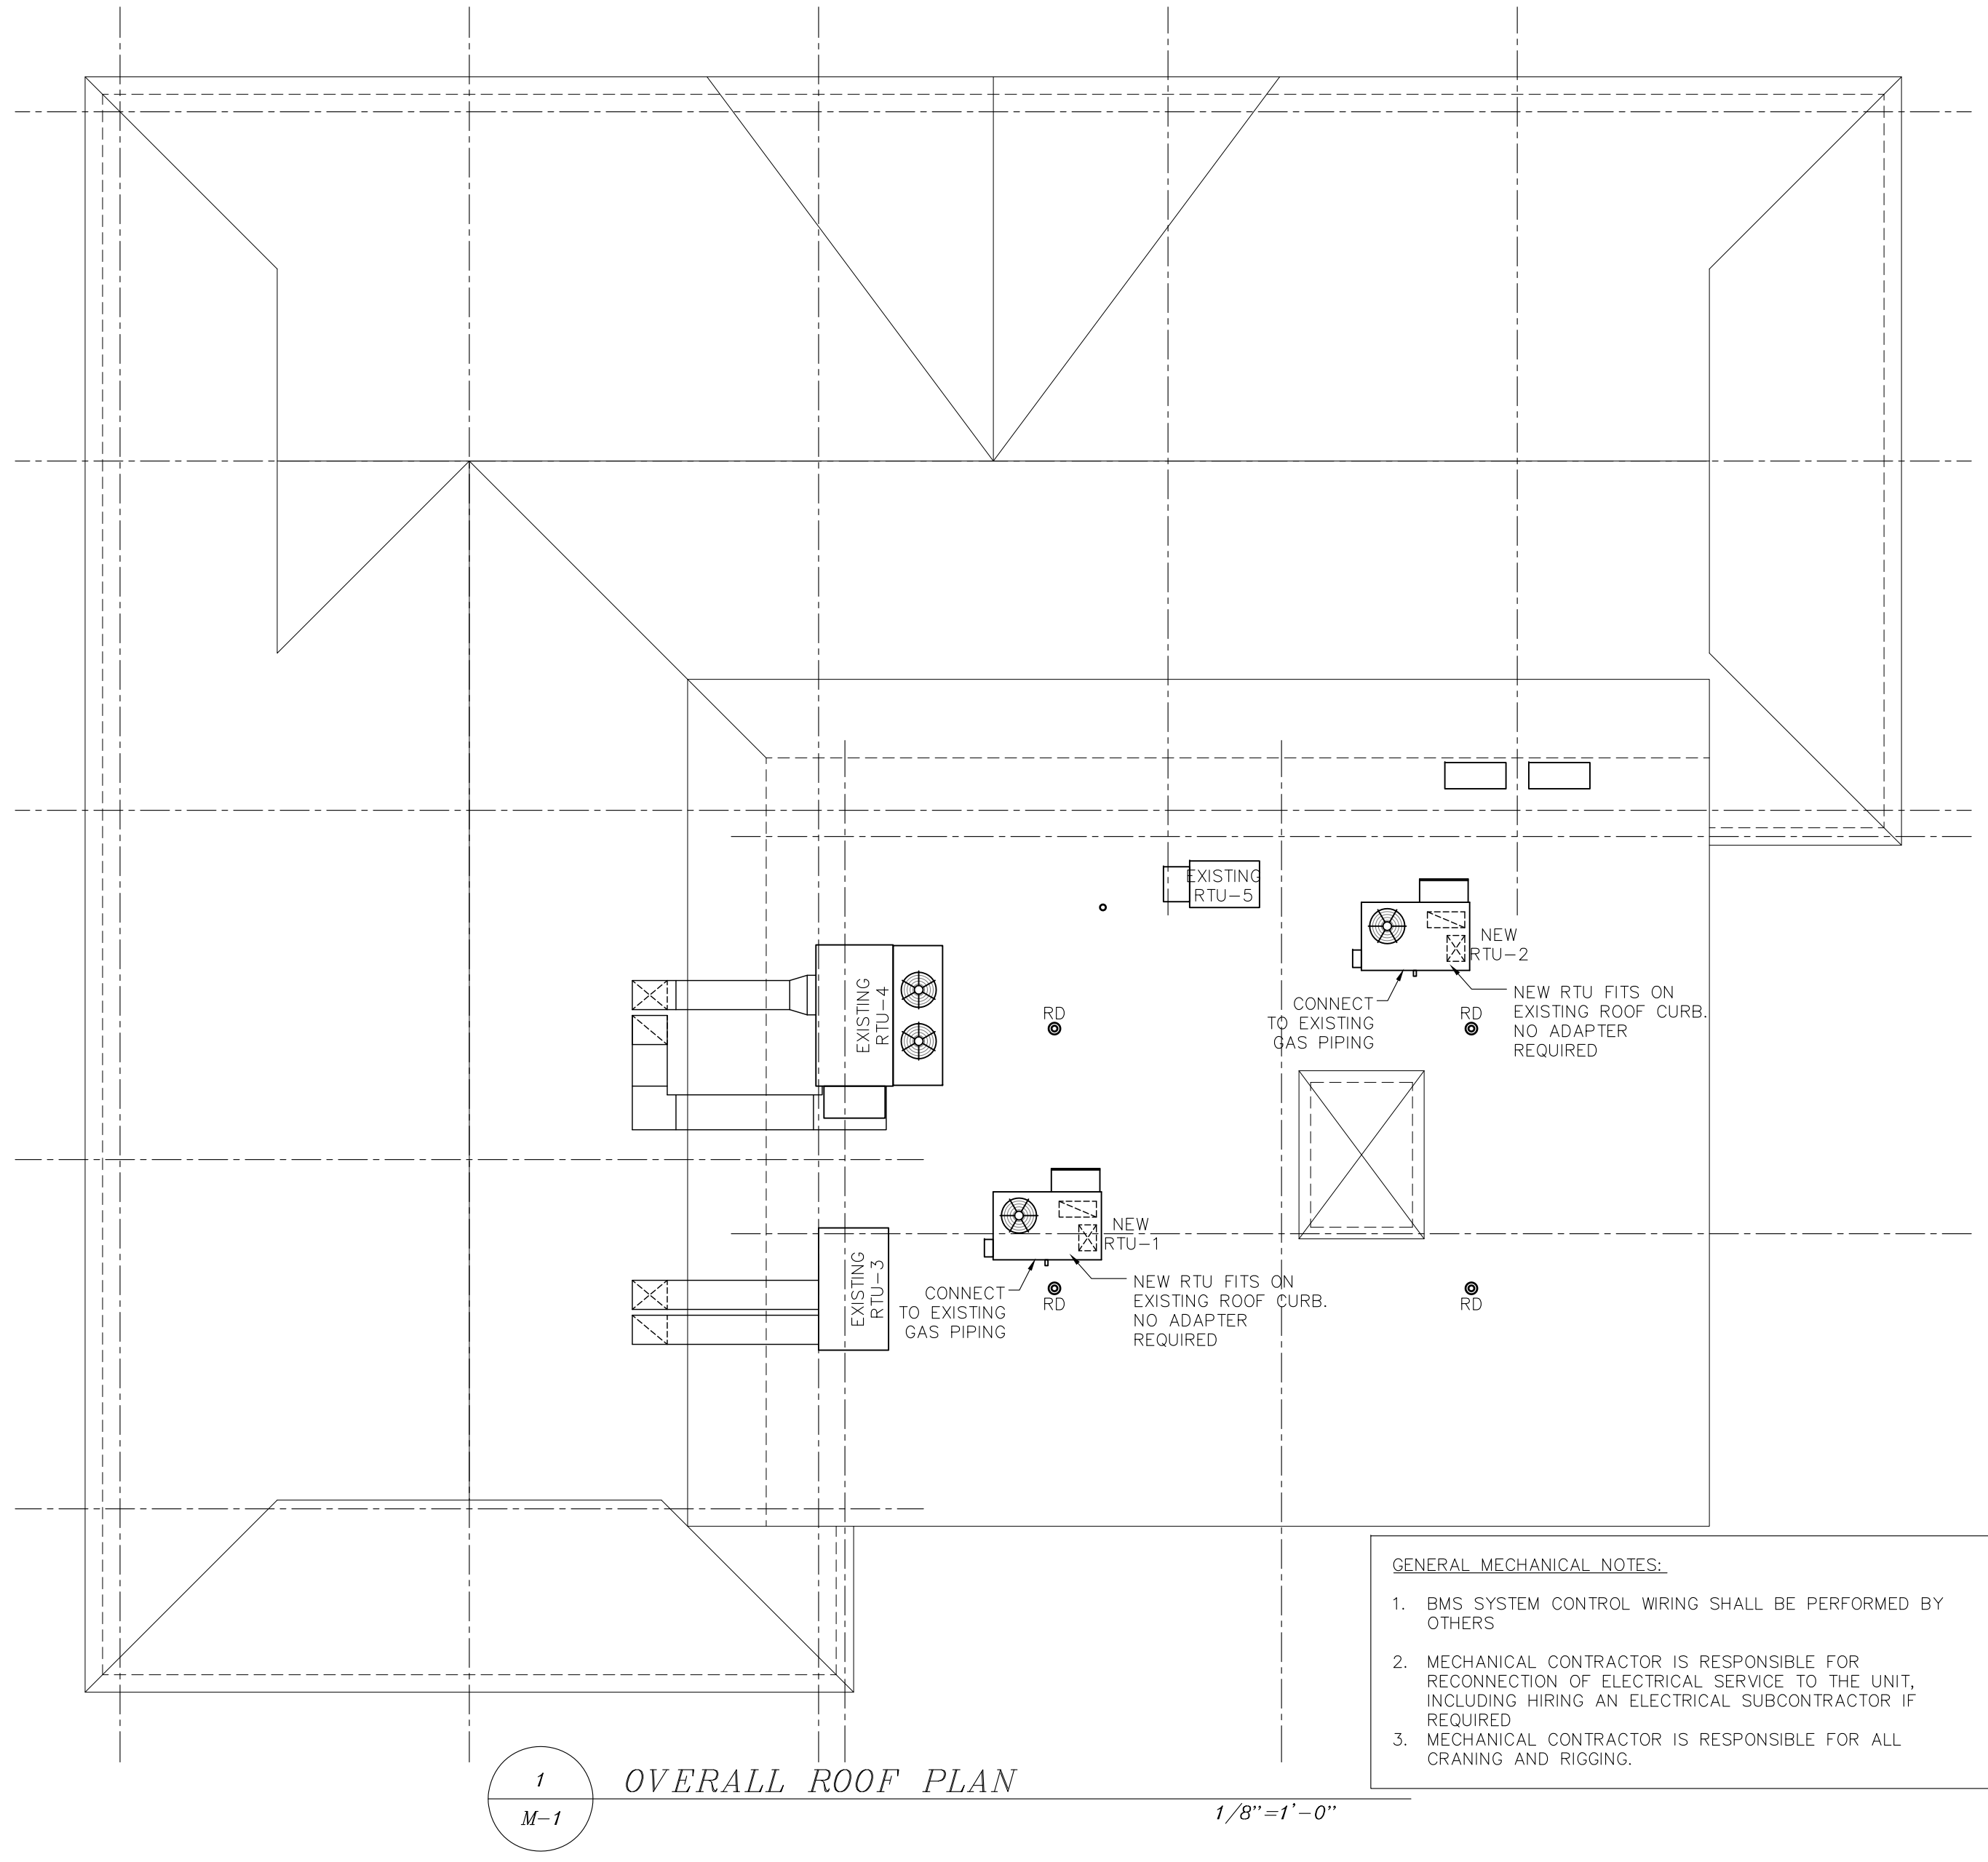 EXISTING
RTU-5
NEW
RTU-2
EXISTING
RTU-4
CONNECT
TO EXISTING
GAS PIPING
NEW RTU FITS ON
EXISTING ROOF CURB.
NO ADAPTER
REQUIRED
RD
RD
NEW
RTU-1
EXISTING
RTU-3
CONNECT
TO EXISTING
GAS PIPING
NEW RTU FITS ON
EXISTING ROOF CURB.
NO ADAPTER
REQUIRED
RD
RD
GENERAL MECHANICAL NOTES:
1. BMS SYSTEM CONTROL WIRING SHALL BE PERFORMED BY
OTHERS
2. MECHANICAL CONTRACTOR IS RESPONSIBLE FOR
RECONNECTION OF ELECTRICAL SERVICE TO THE UNIT,
INCLUDING HIRING AN ELECTRICAL SUBCONTRACTOR IF
REQUIRED
3. MECHANICAL CONTRACTOR IS RESPONSIBLE FOR ALL
CRANING AND RIGGING.
1
M-1
OVERALL ROOF PLAN
1/8"=1'-0"